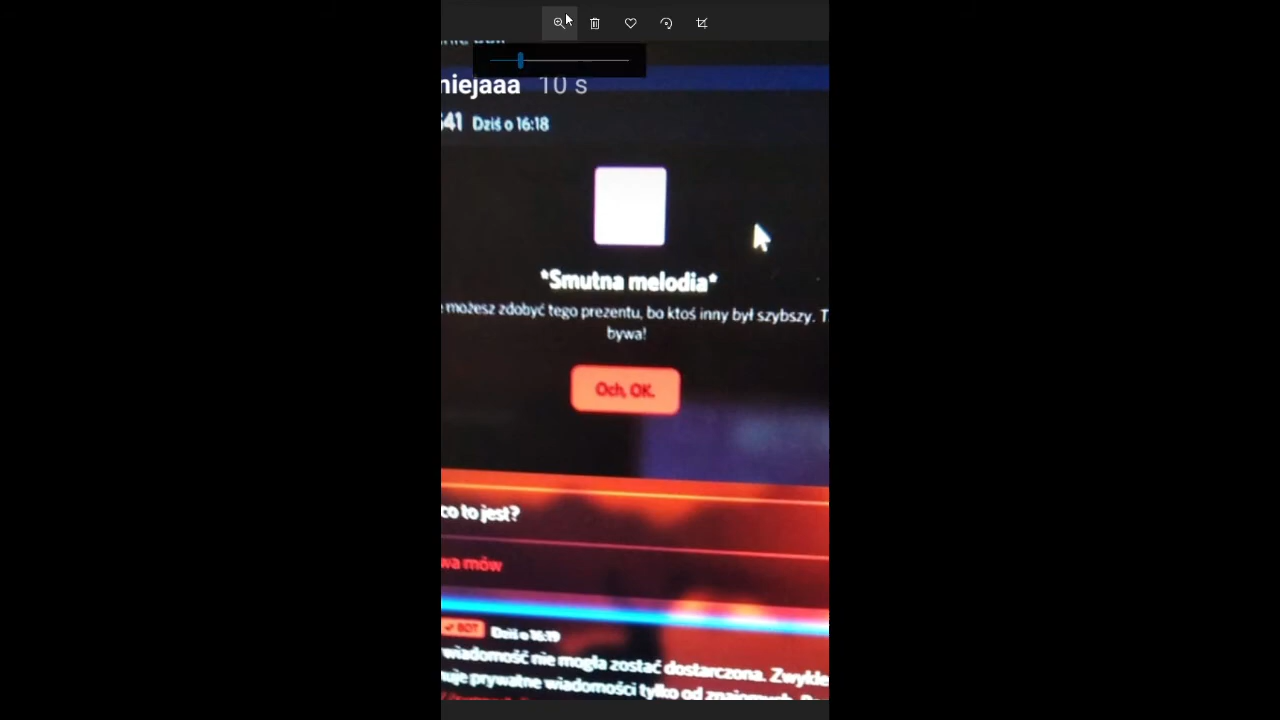 niejaaa 10 s
641 Dziś o 16:18
*Smutna melodia*
możesz zdobyć tego prezentu, bo ktoś inny był szybszy. T
bywa!
Och, OK.
co to jest?
wa mów
BOT Dziś o 16:19
wiadomość nie mogła zostać dostarczona. Zwykle
uje prywatne wiadomości tylko od znajomych.